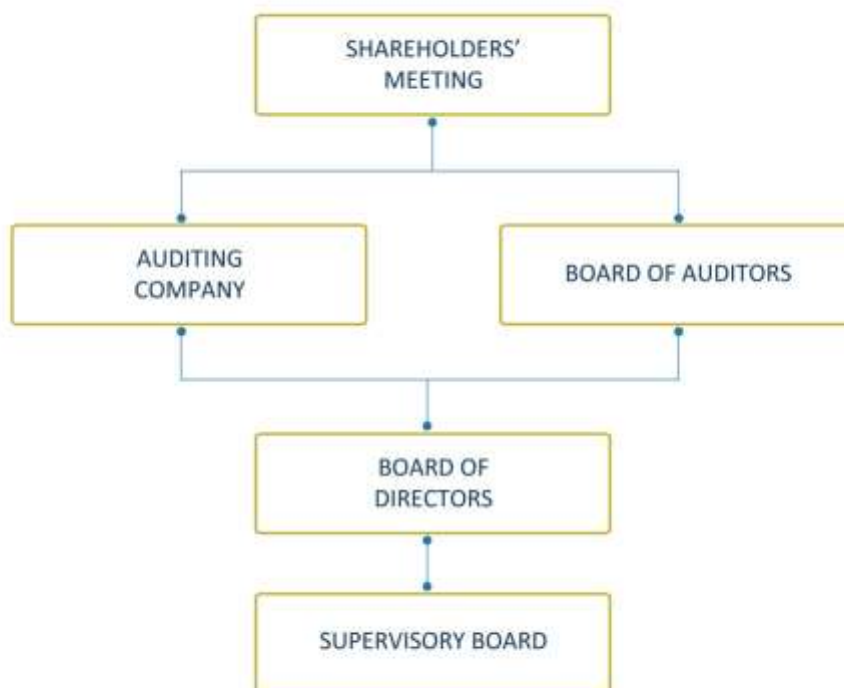 SHAREHOLDERS’
MEETING
AUDITING
COMPANY
BOARD OF AUDITORS
BOARD OF
DIRECTORS
SUPERVISORY BOARD